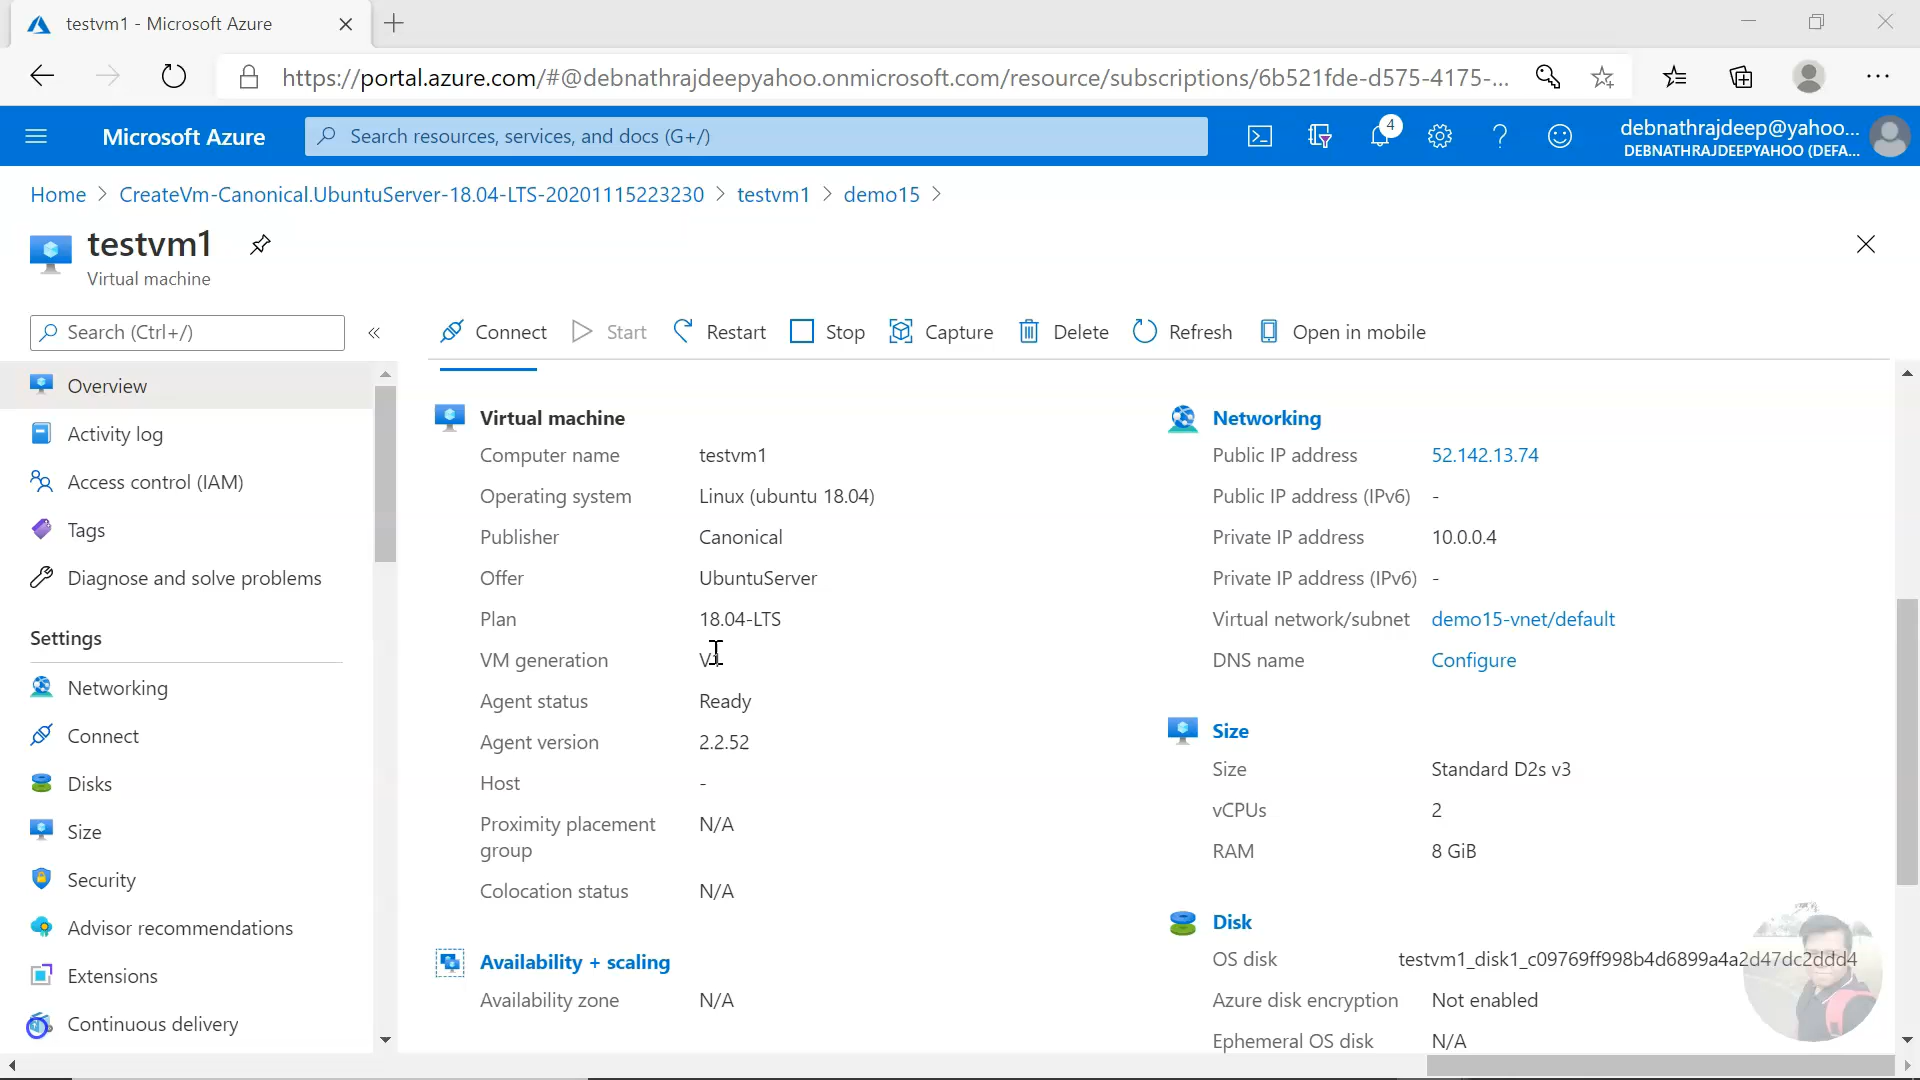 testvm1 - Microsoft Azure
https://portal.azure.com/#@debnathrajdeepyahoo.onmicrosoft.com/resource/subscriptions/6b521fde-d575-4175-...
Microsoft Azure
Search resources, services, and docs (G+/)
4
debnathrajdeep@yahoo...
DEBNATHRAJDEEPYAHOO (DEFA...
Home > CreateVm-Canonical.UbuntuServer-18.04-LTS-20201115223230 > testvm1 > demo15 >
testvm1
Virtual machine
Search (Ctrl+/)
«
Connect
Start
Restart
Stop
Capture
Delete
Refresh
Open in mobile
Overview
Activity log
Access control (IAM)
Tags
Diagnose and solve problems
Settings
Networking
Connect
Disks
Size
Security
Advisor recommendations
Extensions
Continuous delivery
Virtual machine
Computer name testvm1
Operating system Linux (ubuntu 18.04)
Publisher Canonical
Offer UbuntuServer
Plan 18.04-LTS
VM generation V1
Agent status Ready
Agent version 2.2.52
Host -
Proximity placement group N/A
Colocation status N/A
Availability + scaling
Availability zone N/A
Networking
Public IP address 52.142.13.74
Public IP address (IPv6) -
Private IP address 10.0.0.4
Private IP address (IPv6) -
Virtual network/subnet demo15-vnet/default
DNS name Configure
Size
Size Standard D2s v3
vCPUs 2
RAM 8 GiB
Disk
OS disk testvm1_disk1_c09769ff998b4d6899a4a2d47dc2ddd4
Azure disk encryption Not enabled
Ephemeral OS disk N/A